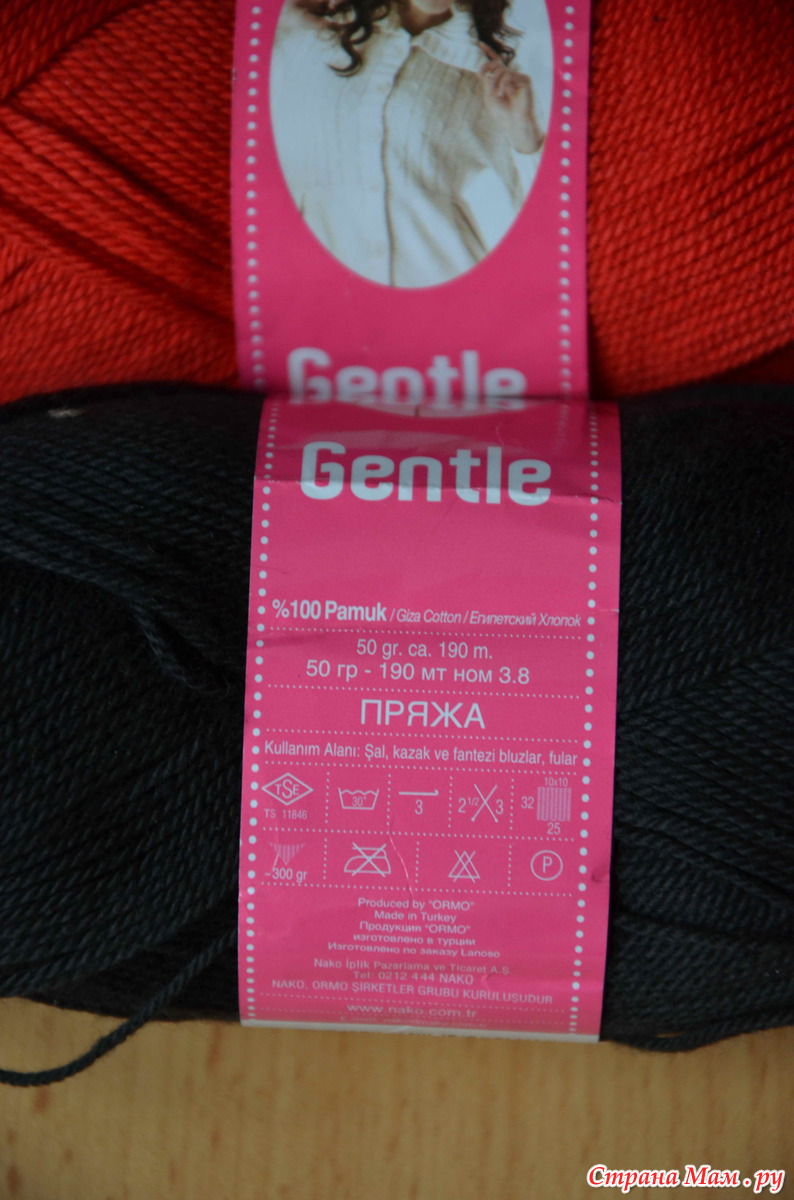 Gentle
Gentle
%100 Pamuk / Giza Cotton / Египетский Хлопок
50 gr. ca. 190 m.
50 гр - 190 мт ном 3.8
ПРЯЖА
Kullanım Alanı: Şal, kazak ve fantezi bluzlar, fular
TSE
TS 11846
30°
3
2 1/2 3
10x10
32
25
~300 gr
P
Produced by "ORMO"
Made in Turkey
Продукция "ORMO"
изготовлено в турции
Изготовлено по заказу Lanoso
Nako İplik Pazarlama ve Ticaret A.Ş.
Tel: 0212 444 NAKO
NAKO, ORMO ŞİRKETLER GRUBU KURULUŞUDUR
www.nako.com.tr
Страна Мам.ру